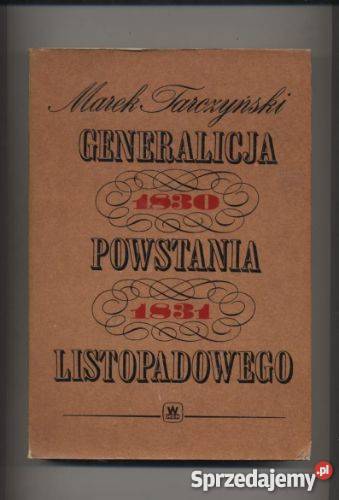 Marek Tarczyński
GENERALICJA
1830
POWSTANIA
1831
LISTOPADOWEGO
W
Sprzedajemy.pl